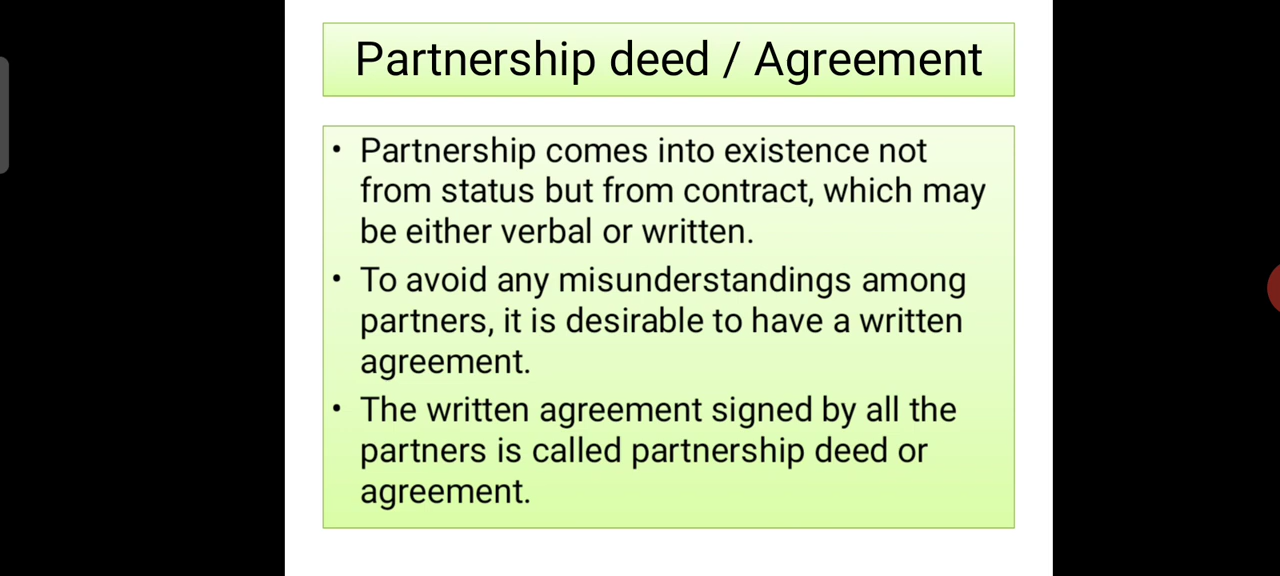 Partnership deed / Agreement
• Partnership comes into existence not
from status but from contract, which may
be either verbal or written.
• To avoid any misunderstandings among
partners, it is desirable to have a written
agreement.
• The written agreement signed by all the
partners is called partnership deed or
agreement.